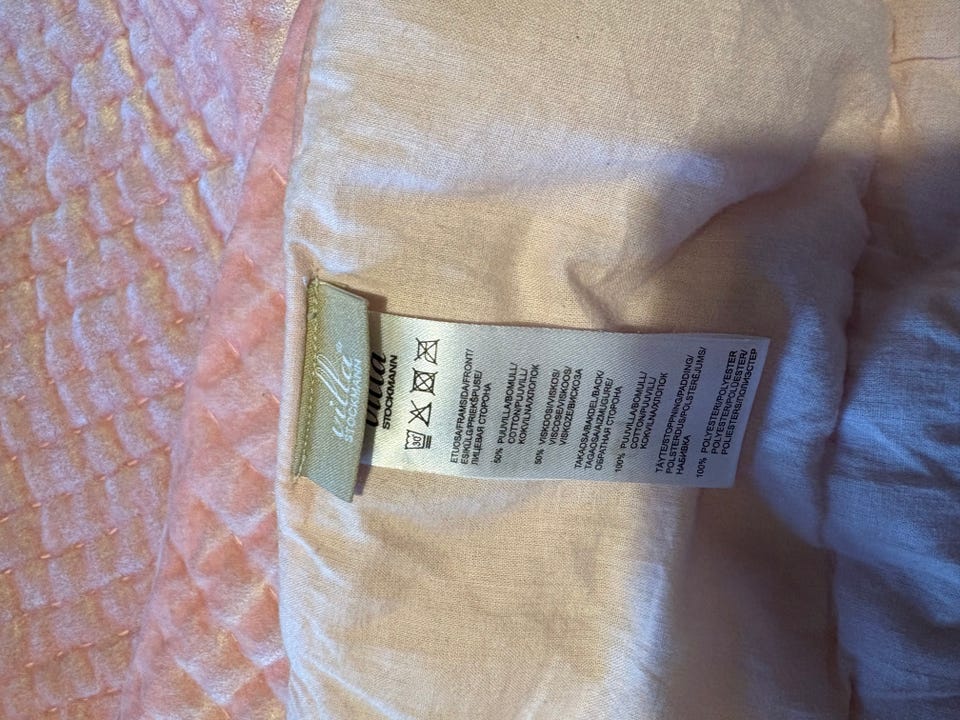 villa®
STOCKMANN
villa
STOCKMANN
30°
ETUOSA/FRAMSIDA/FRONT/
ESIKÜLG/PRIEKŠPUSE/
ЛИЦЕВАЯ СТОРОНА
50% PUUVILLA/BOMULL/
COTTON/PUUVILL/
KOKVILNA/ХЛОПОК
50% VISKOOSI/VISKOS/
VISCOSE/VISKOOS/
VISKOZE/ВИСКОЗА
TAKAOSA/BAKDEL/BACK/
TAGAOSA/AIZMUGURE/
ОБРАТНАЯ СТОРОНА
100% PUUVILLA/BOMULL/
COTTON/PUUVILL/
KOKVILNA/ХЛОПОК
TÄYTE/STOPPNING/PADDING/
POLSTERDUS/POLSTERĒJUMS/
НАБИВКА
100% POLYESTERI/POLYESTER
POLYESTER/POLÜESTER/
POLIESTERS/ПОЛИЭСТЕР